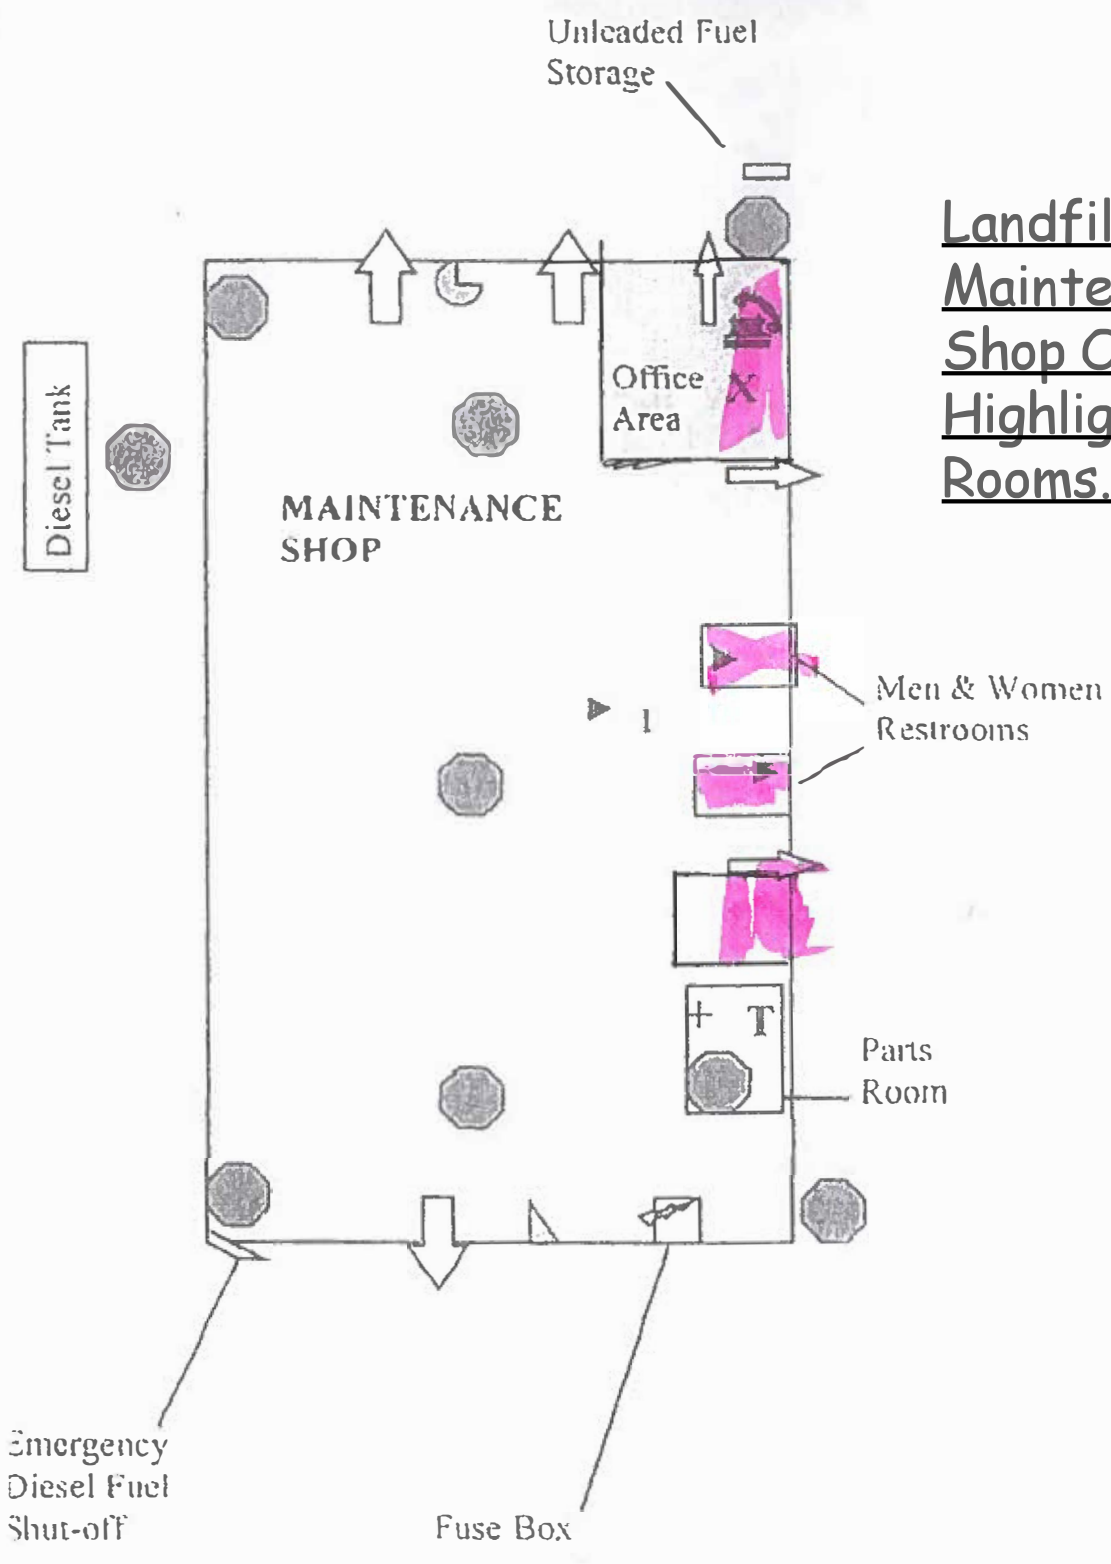 Unleaded Fuel
Storage
Landfil
Mainte
Shop C
Highlig
Rooms.
Diesel Tank
Office
Area
X
MAINTENANCE
SHOP
Men & Women
Restrooms
1
+ T
Parts
Room
Emergency
Diesel Fuel
Shut-off
Fuse Box